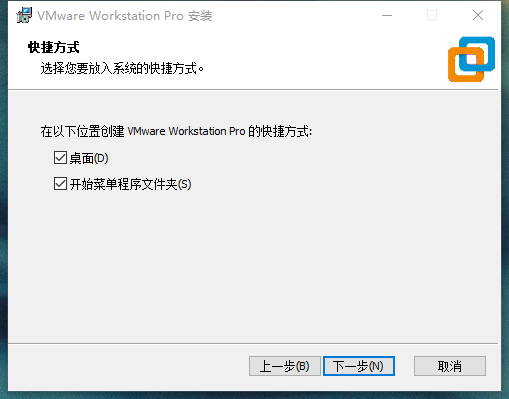 VMware Workstation Pro 安装
快捷方式
选择您要放入系统的快捷方式。
在以下位置创建 VMware Workstation Pro 的快捷方式:
桌面(D)
开始菜单程序文件夹(S)
上一步(B) 下一步(N) 取消